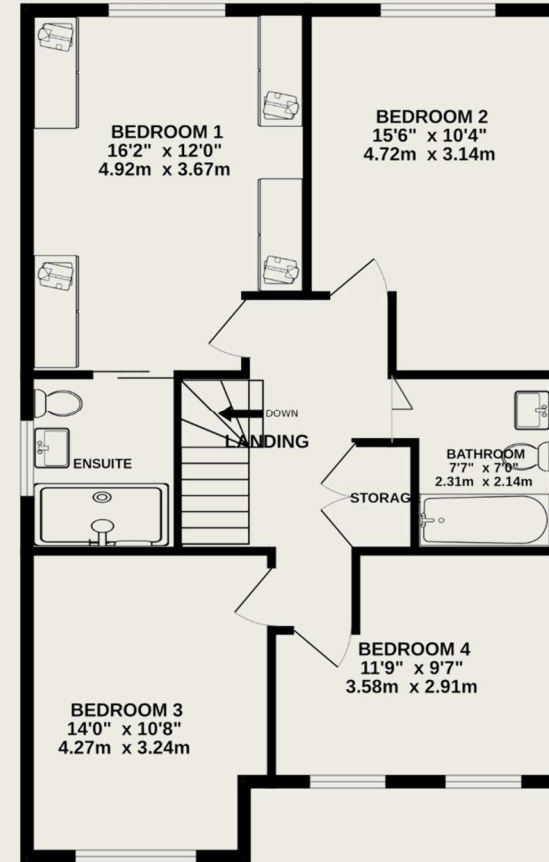 BEDROOM 1
16'2" x 12'0"
4.92m x 3.67m
BEDROOM 2
15'6" x 10'4"
4.72m x 3.14m
DOWN
LANDING
ENSUITE
BATHROOM
7'7" x 7'0"
2.31m x 2.14m
STORAGE
BEDROOM 4
11'9" x 9'7"
3.58m x 2.91m
BEDROOM 3
14'0" x 10'8"
4.27m x 3.24m